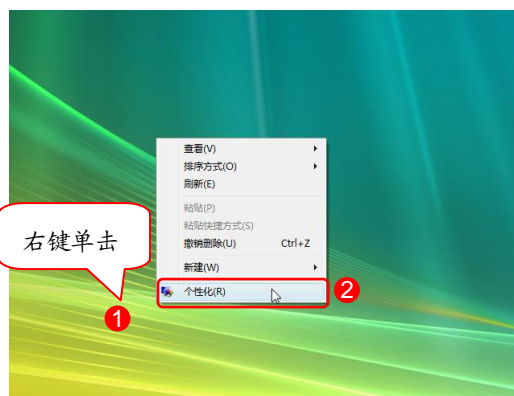 查看(V)
排序方式(O)
刷新(E)
粘贴(P)
粘贴快捷方式(S)
撤销删除(U) Ctrl+Z
新建(W)
右键单击
个性化(R)
2
1